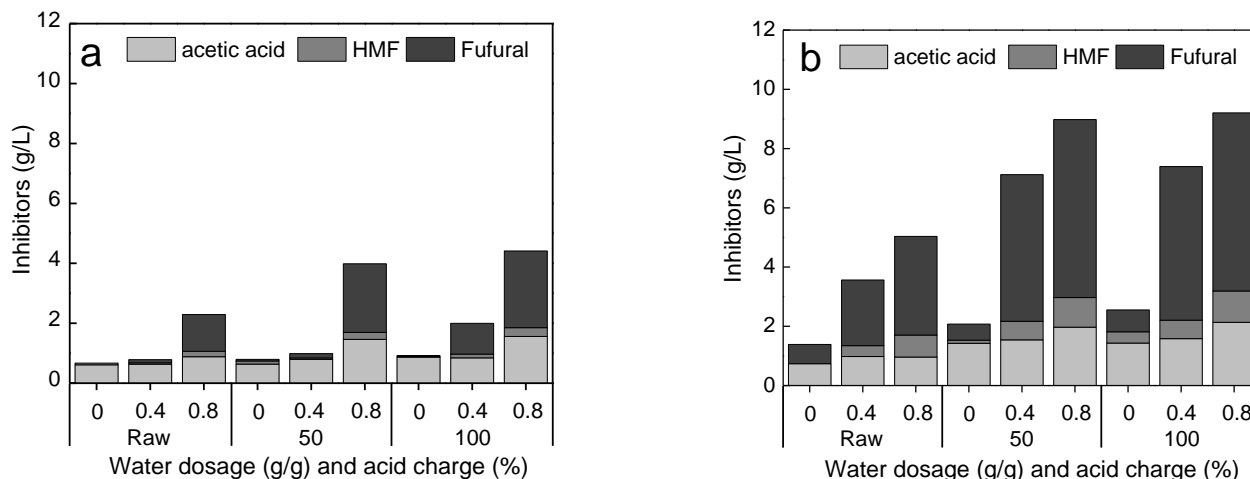 a
acetic acid HMF Fufural
Inhibitors (g/L)
12
10
8
6
4
2
0
0 0.4 0.8 0 0.4 0.8 0 0.4 0.8
Raw 50 100
Water dosage (g/g) and acid charge (%)
b
acetic acid HMF Fufural
Inhibitors (g/L)
12
10
8
6
4
2
0
0 0.4 0.8 0 0.4 0.8 0 0.4 0.8
Raw 50 100
Water dosage (g/g) and acid charge (%)